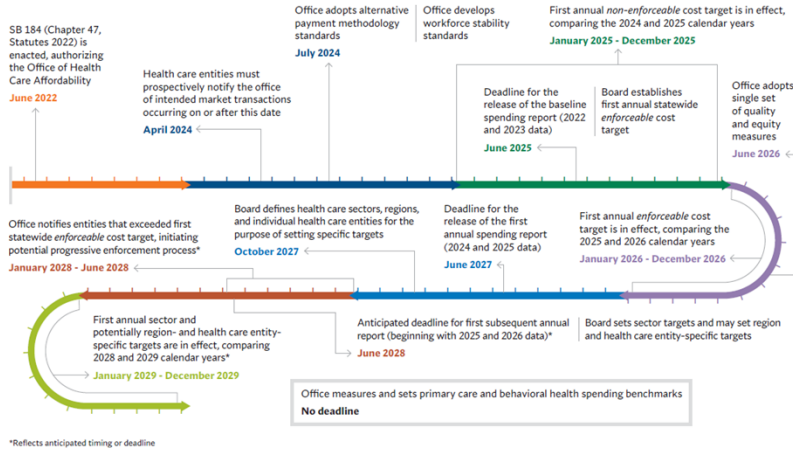 SB 184 (Chapter 47,
Statutes 2022) is
enacted, authorizing
the Office of Health
Care Affordability
June 2022
Health care entities must
prospectively notify the office
of intended market transactions
occurring on or after this date
April 2024
Office adopts alternative
payment methodology
standards
July 2024
Office develops
workforce stability
standards
First annual non-enforceable cost target is in effect,
comparing the 2024 and 2025 calendar years
January 2025 - December 2025
Deadline for the
release of the baseline
spending report (2022
and 2023 data)
June 2025
Board establishes
first annual statewide
enforceable cost
target
Office adopts
single set
of quality
and equity
measures
June 2026
Office notifies entities that exceeded first
statewide enforceable cost target, initiating
potential progressive enforcement process*
January 2028 - June 2028
Board defines health care sectors, regions,
and individual health care entities for the
purpose of setting specific targets
October 2027
Deadline for the
release of the first
annual spending report
(2024 and 2025 data)
June 2027
First annual enforceable cost
target is in effect, comparing the
2025 and 2026 calendar years
January 2026 - December 2026
First annual sector and
potentially region- and health care entity-
specific targets are in effect, comparing
2028 and 2029 calendar years*
January 2029 - December 2029
Anticipated deadline for first subsequent annual
report (beginning with 2025 and 2026 data)*
June 2028
Board sets sector targets and may set region
and health care entity-specific targets
Office measures and sets primary care and behavioral health spending benchmarks
No deadline
*Reflects anticipated timing or deadline